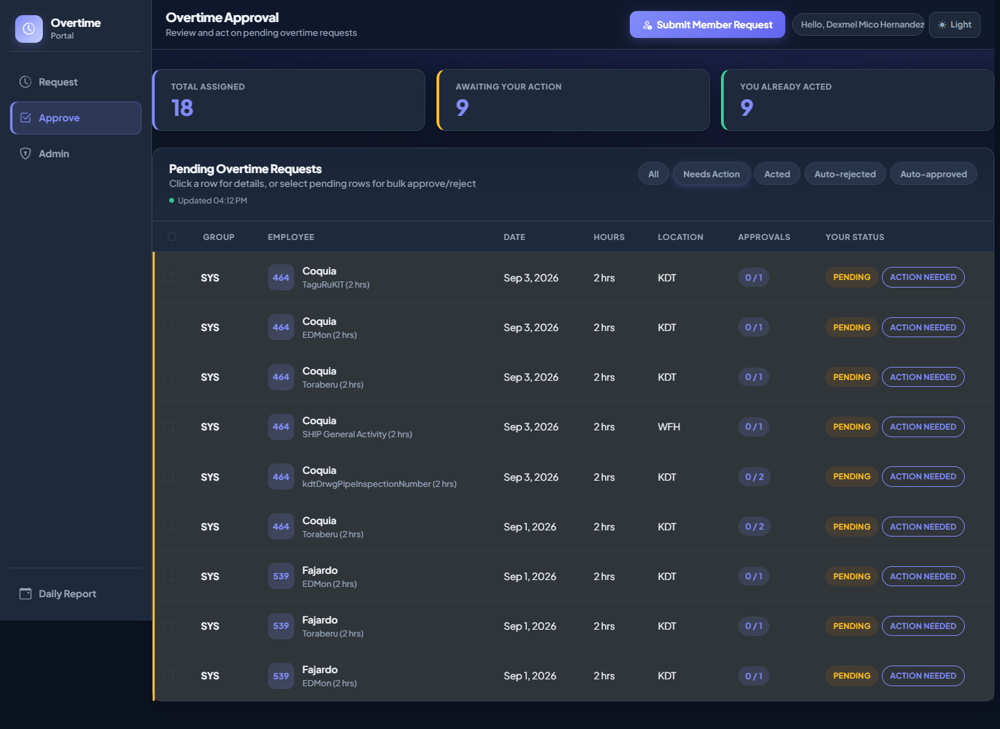 Overtime
Portal
Request
Approve
Admin
Daily Report
Overtime Approval
Review and act on pending overtime requests
Submit Member Request
Hello, Dexmel Mico Hernandez
Light
TOTAL ASSIGNED
18
AWAITING YOUR ACTION
9
YOU ALREADY ACTED
9
Pending Overtime Requests
Click a row for details, or select pending rows for bulk approve/reject
Updated 04:12 PM
All Needs Action Acted Auto-rejected Auto-approved
GROUP EMPLOYEE DATE HOURS LOCATION APPROVALS YOUR STATUS
SYS 464 Coquia Sep 3, 2026 2 hrs KDT 0 / 1 PENDING ACTION NEEDED
TaguRuKIT (2 hrs)
SYS 464 Coquia Sep 3, 2026 2 hrs KDT 0 / 1 PENDING ACTION NEEDED
EDMon (2 hrs)
SYS 464 Coquia Sep 3, 2026 2 hrs KDT 0 / 1 PENDING ACTION NEEDED
Toraberu (2 hrs)
SYS 464 Coquia Sep 3, 2026 2 hrs WFH 0 / 1 PENDING ACTION NEEDED
SHIP General Activity (2 hrs)
SYS 464 Coquia Sep 3, 2026 2 hrs KDT 0 / 2 PENDING ACTION NEEDED
kdtDrwgPipeInspectionNumber (2 hrs)
SYS 464 Coquia Sep 1, 2026 2 hrs KDT 0 / 2 PENDING ACTION NEEDED
Toraberu (2 hrs)
SYS 539 Fajardo Sep 1, 2026 2 hrs KDT 0 / 1 PENDING ACTION NEEDED
EDMon (2 hrs)
SYS 539 Fajardo Sep 1, 2026 2 hrs KDT 0 / 1 PENDING ACTION NEEDED
Toraberu (2 hrs)
SYS 539 Fajardo Sep 1, 2026 2 hrs KDT 0 / 1 PENDING ACTION NEEDED
EDMon (2 hrs)